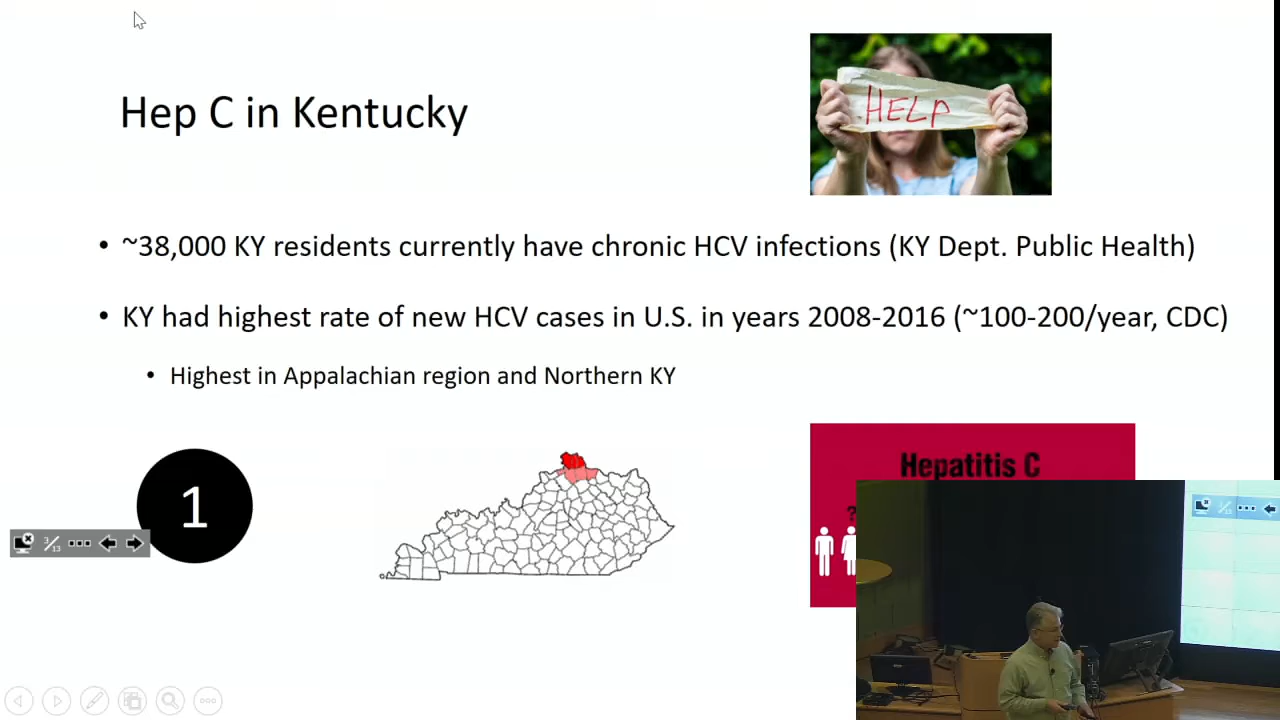 HELP
Hep C in Kentucky
• ~38,000 KY residents currently have chronic HCV infections (KY Dept. Public Health)
• KY had highest rate of new HCV cases in U.S. in years 2008-2016 (~100-200/year, CDC)
• Highest in Appalachian region and Northern KY
1
Hepatitis C
?
3/13